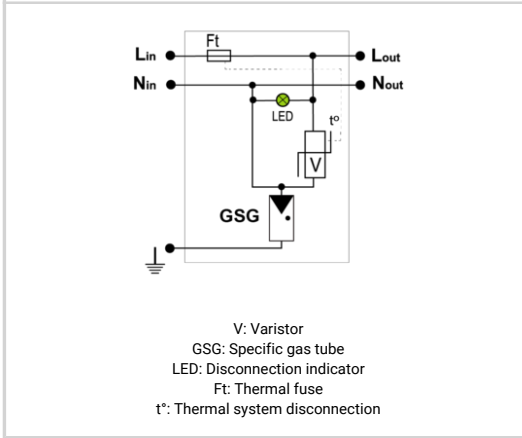 Ft
Lin Lout
Nin Nout
LED
t°
V
GSG
V: Varistor
GSG: Specific gas tube
LED: Disconnection indicator
Ft: Thermal fuse
t°: Thermal system disconnection